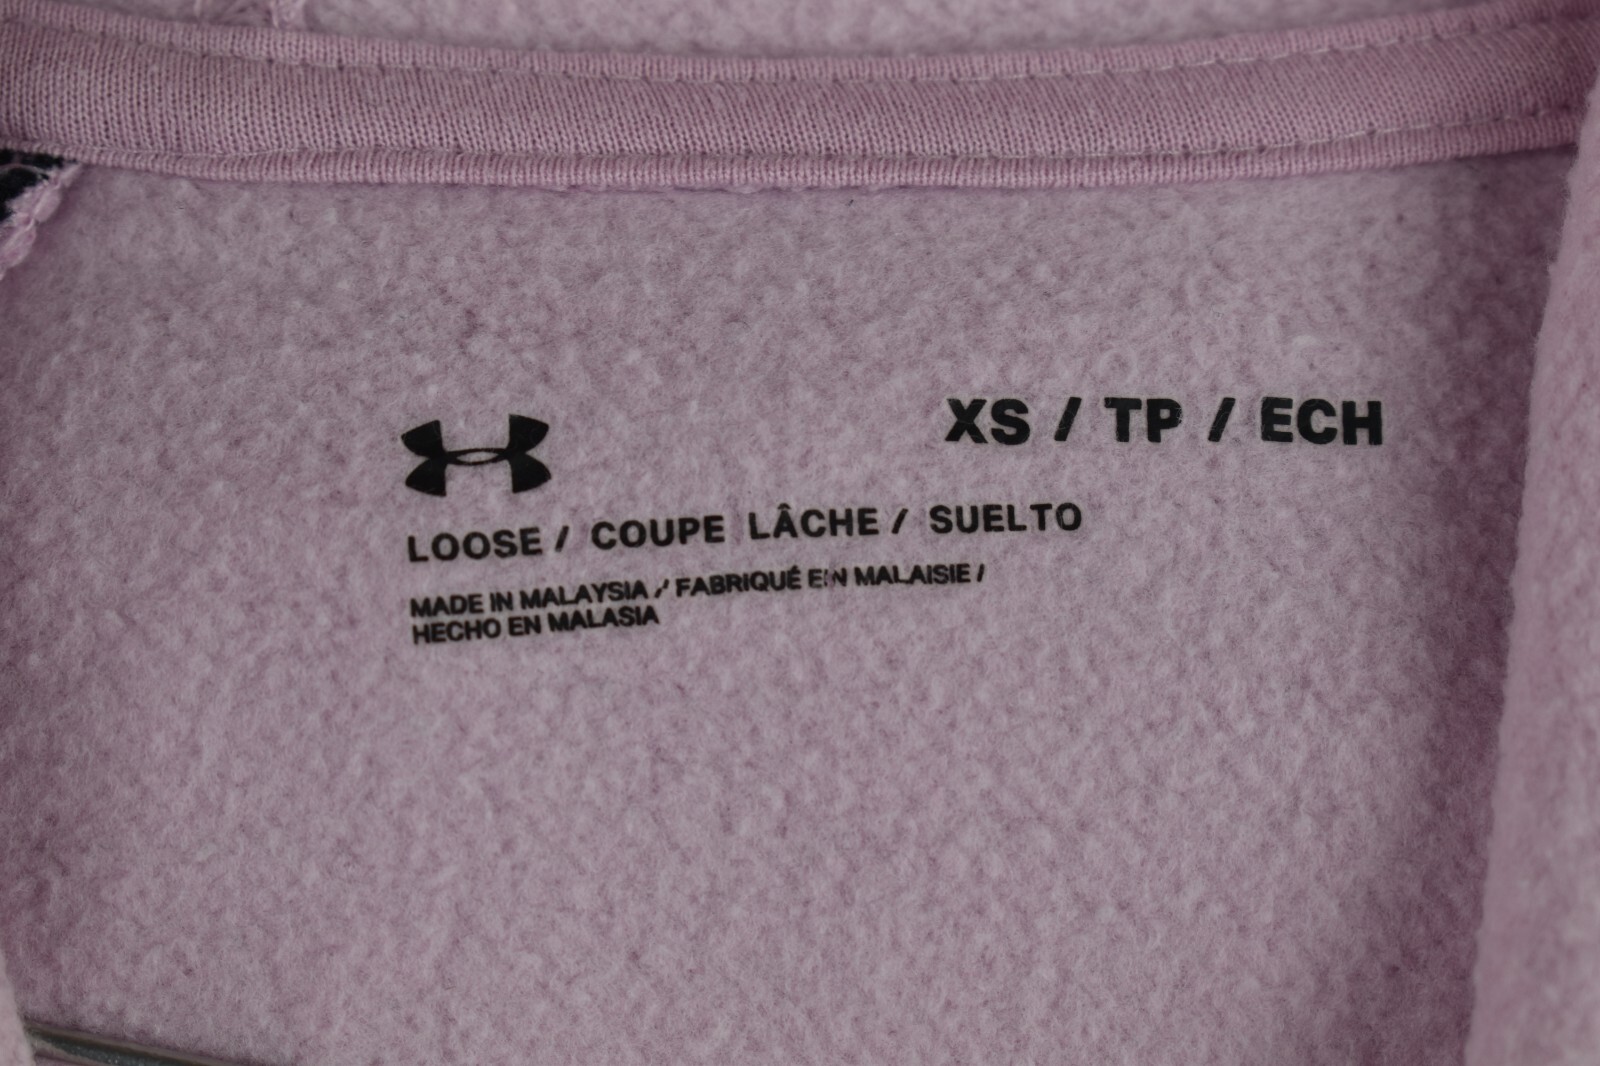 XS / TP / ECH
LOOSE / COUPE LÂCHE / SUELTO
MADE IN MALAYSIA / FABRIQUÉ EN MALAISIE /
HECHO EN MALASIA